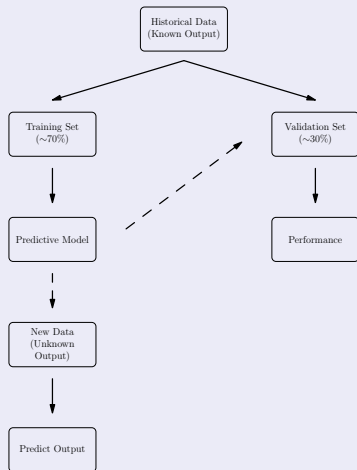 Historical Data
(Known Output)
Training Set
(~70%)
Validation Set
(~30%)
Predictive Model
Performance
New Data
(Unknown
Output)
Predict Output